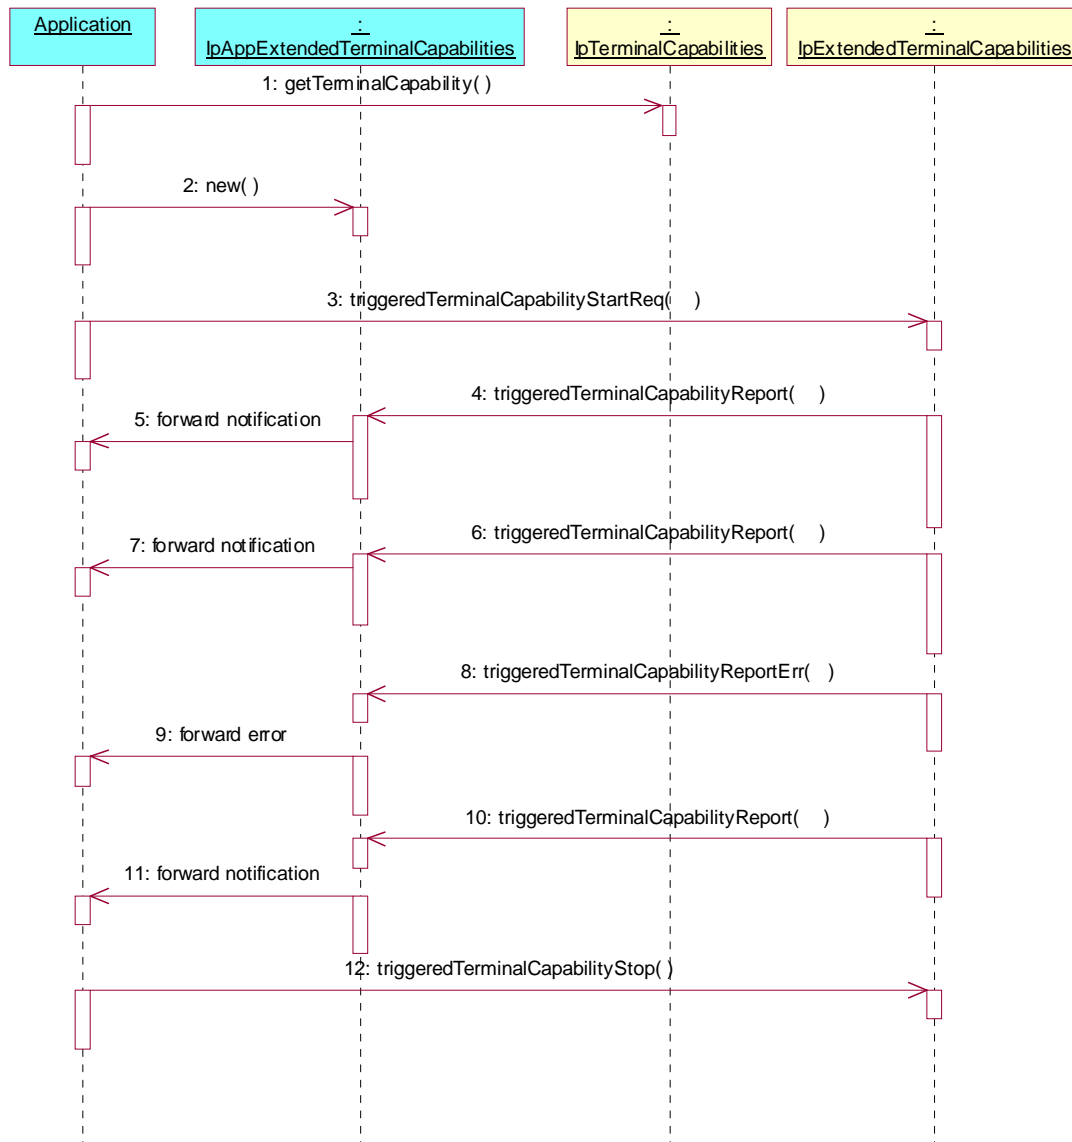 Application
:
IpAppExtendedTerminalCapabilities
:
IpTerminalCapabilities
:
IpExtendedTerminalCapabilities
1: getTerminalCapability( )
2: new( )
3: triggeredTerminalCapabilityStartReq( )
4: triggeredTerminalCapabilityReport( )
5: forward notification
6: triggeredTerminalCapabilityReport( )
7: forward notification
8: triggeredTerminalCapabilityReportErr( )
9: forward error
10: triggeredTerminalCapabilityReport( )
11: forward notification
12: triggeredTerminalCapabilityStop( )